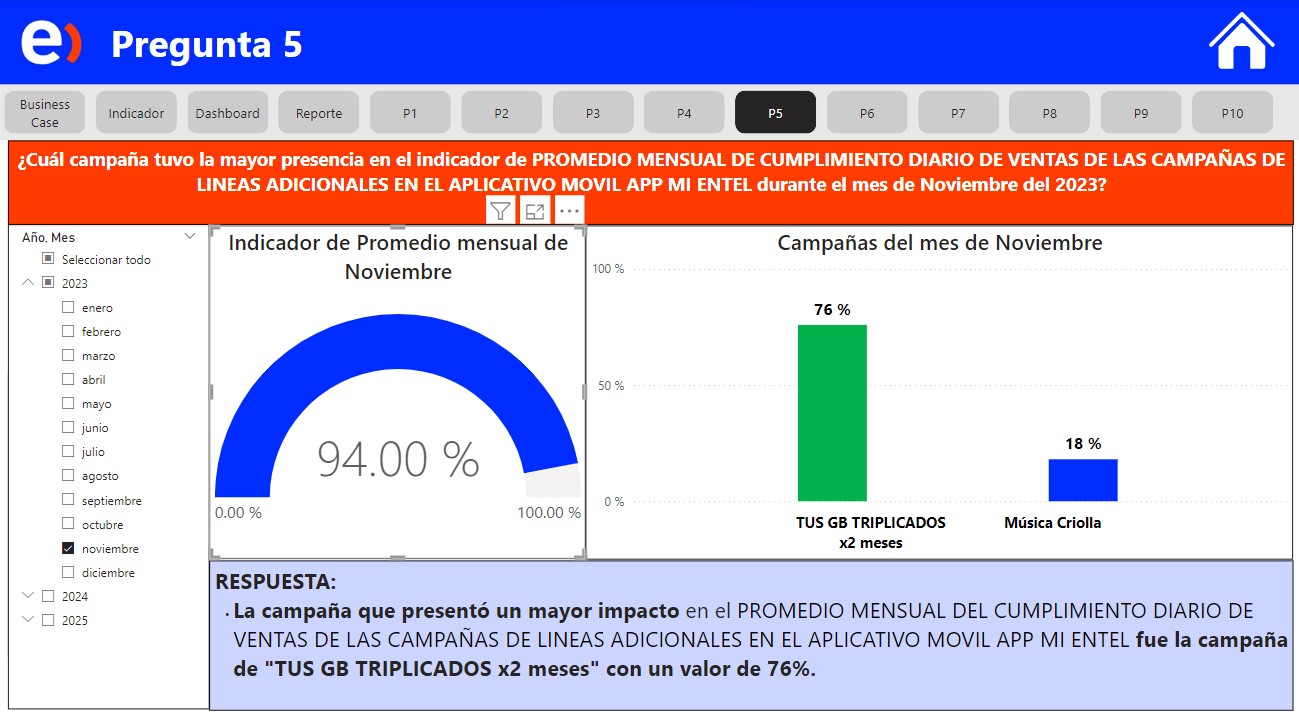 e) Pregunta 5
Business
Case
Indicador
Dashboard
Reporte
P1
P2
P3
P4
P5
P6
P7
P8
P9
P10
¿Cuál campaña tuvo la mayor presencia en el indicador de PROMEDIO MENSUAL DE CUMPLIMIENTO DIARIO DE VENTAS DE LAS CAMPAÑAS DE
LINEAS ADICIONALES EN EL APLICATIVO MOVIL APP MI ENTEL durante el mes de Noviembre del 2023?
Año, Mes
Seleccionar todo
2023
enero
febrero
marzo
abril
mayo
junio
julio
agosto
septiembre
octubre
noviembre
diciembre
2024
2025
Indicador de Promedio mensual de
Noviembre
94.00 %
0.00 %
100.00 %
Campañas del mes de Noviembre
100 %
50 %
0 %
76 %
18 %
TUS GB TRIPLICADOS
x2 meses
Música Criolla
RESPUESTA:
. La campaña que presentó un mayor impacto en el PROMEDIO MENSUAL DEL CUMPLIMIENTO DIARIO DE
VENTAS DE LAS CAMPAÑAS DE LINEAS ADICIONALES EN EL APLICATIVO MOVIL APP MI ENTEL fue la campaña
de "TUS GB TRIPLICADOS x2 meses" con un valor de 76%.